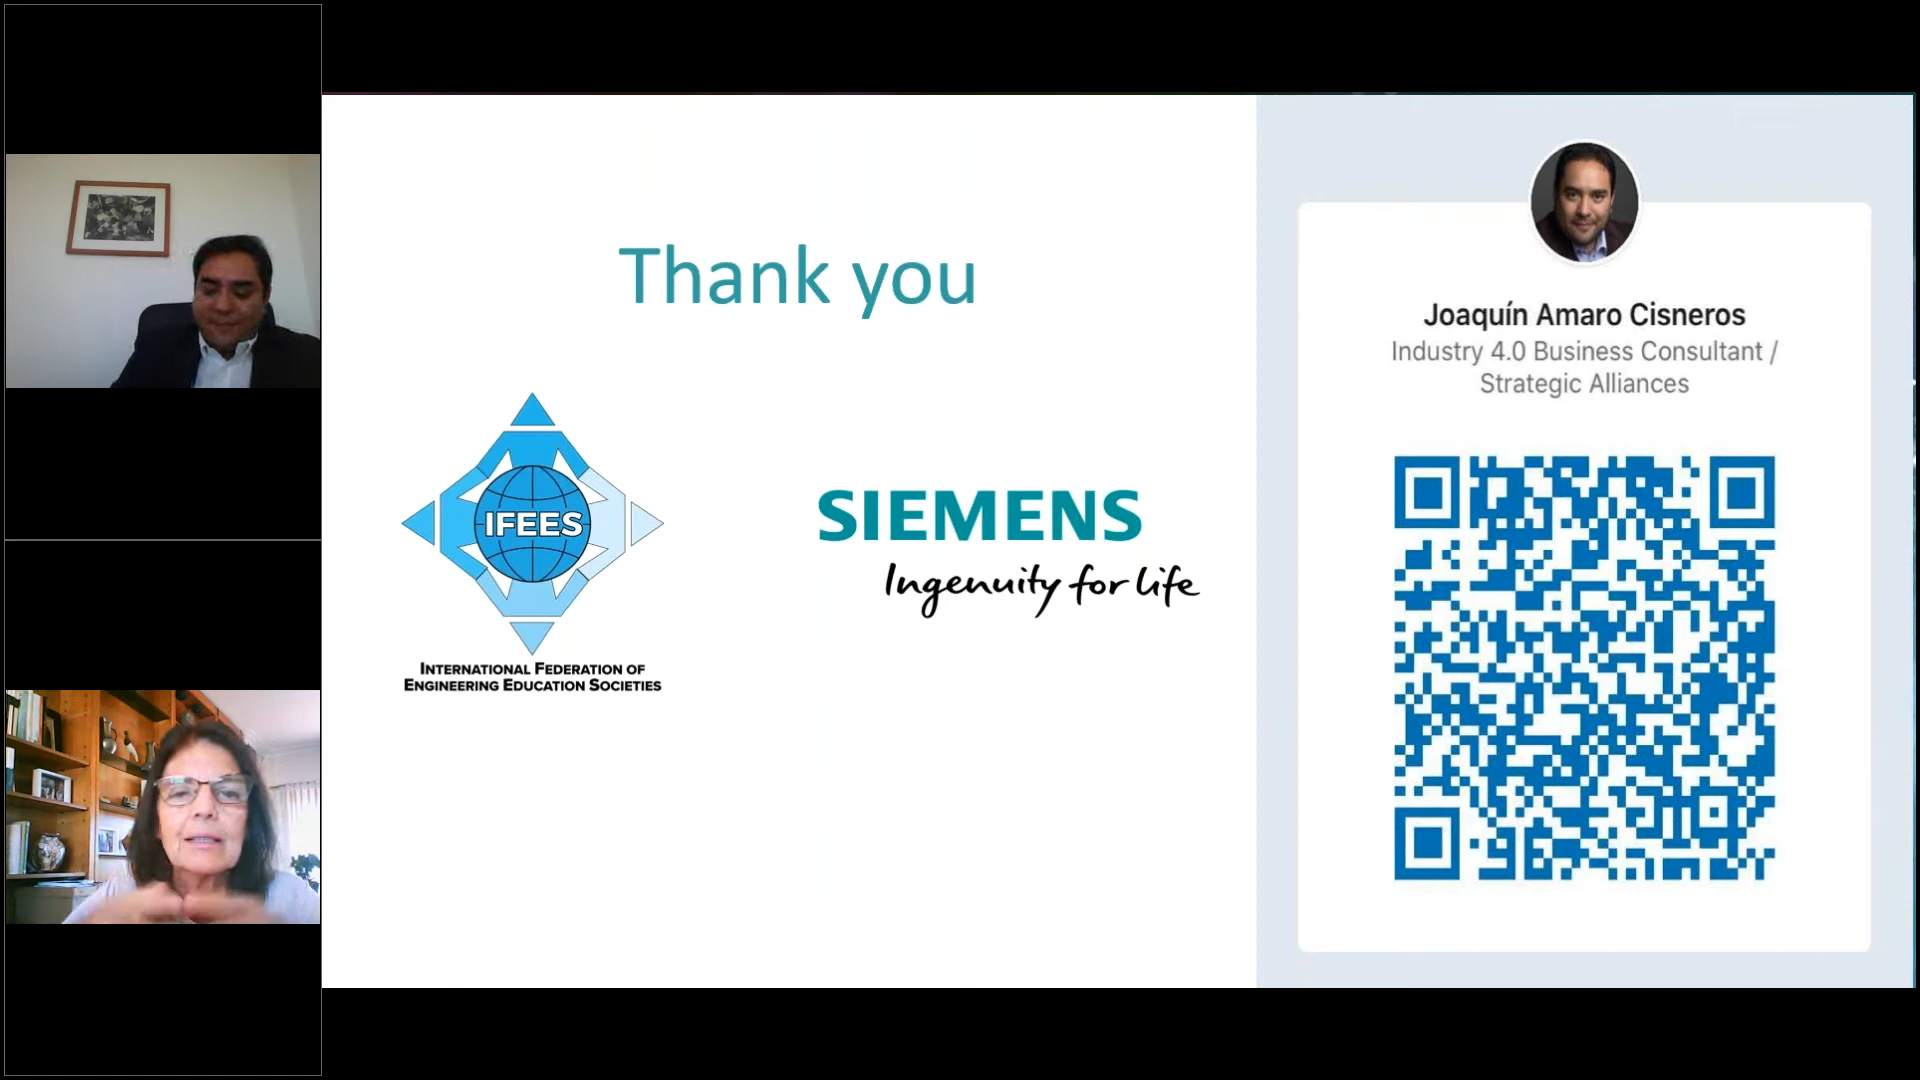 Thank you
IFEES
INTERNATIONAL FEDERATION OF
ENGINEERING EDUCATION SOCIETIES
SIEMENS
Ingenuity for life
Joaquín Amaro Cisneros
Industry 4.0 Business Consultant /
Strategic Alliances